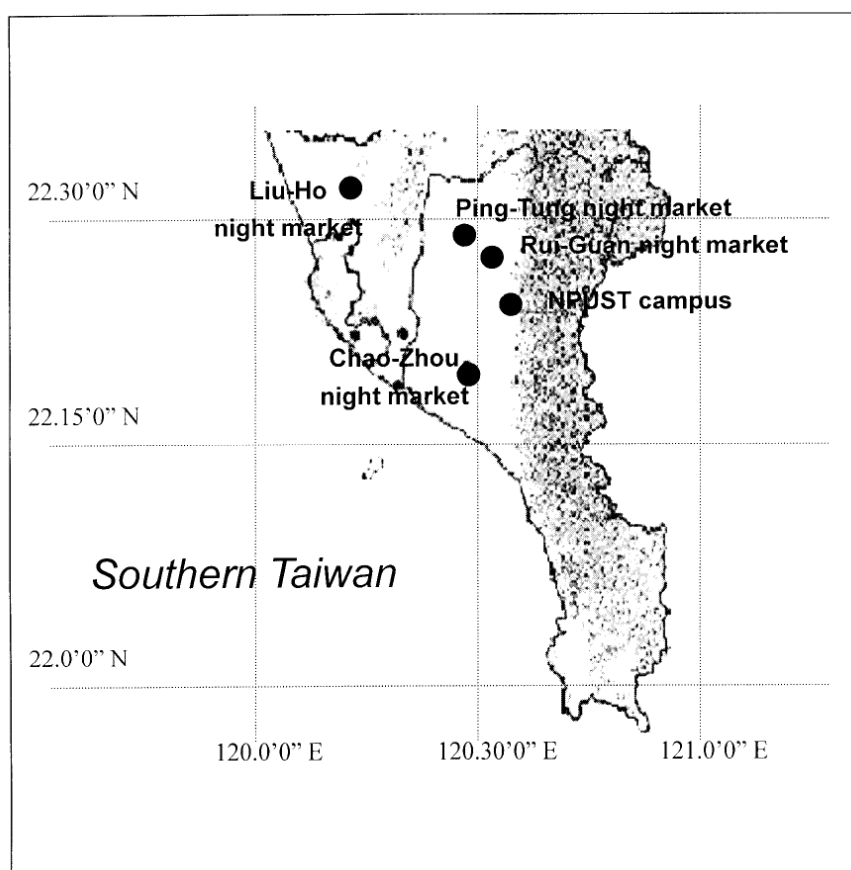 22.30’0” N
Liu-Ho
night market
Ping-Tung night market
Rui-Guan night market
NPUST campus
Chao-Zhou
night market
22.15’0” N
Southern Taiwan
22.0’0” N
120.0’0” E
120.30’0” E
121.0’0” E